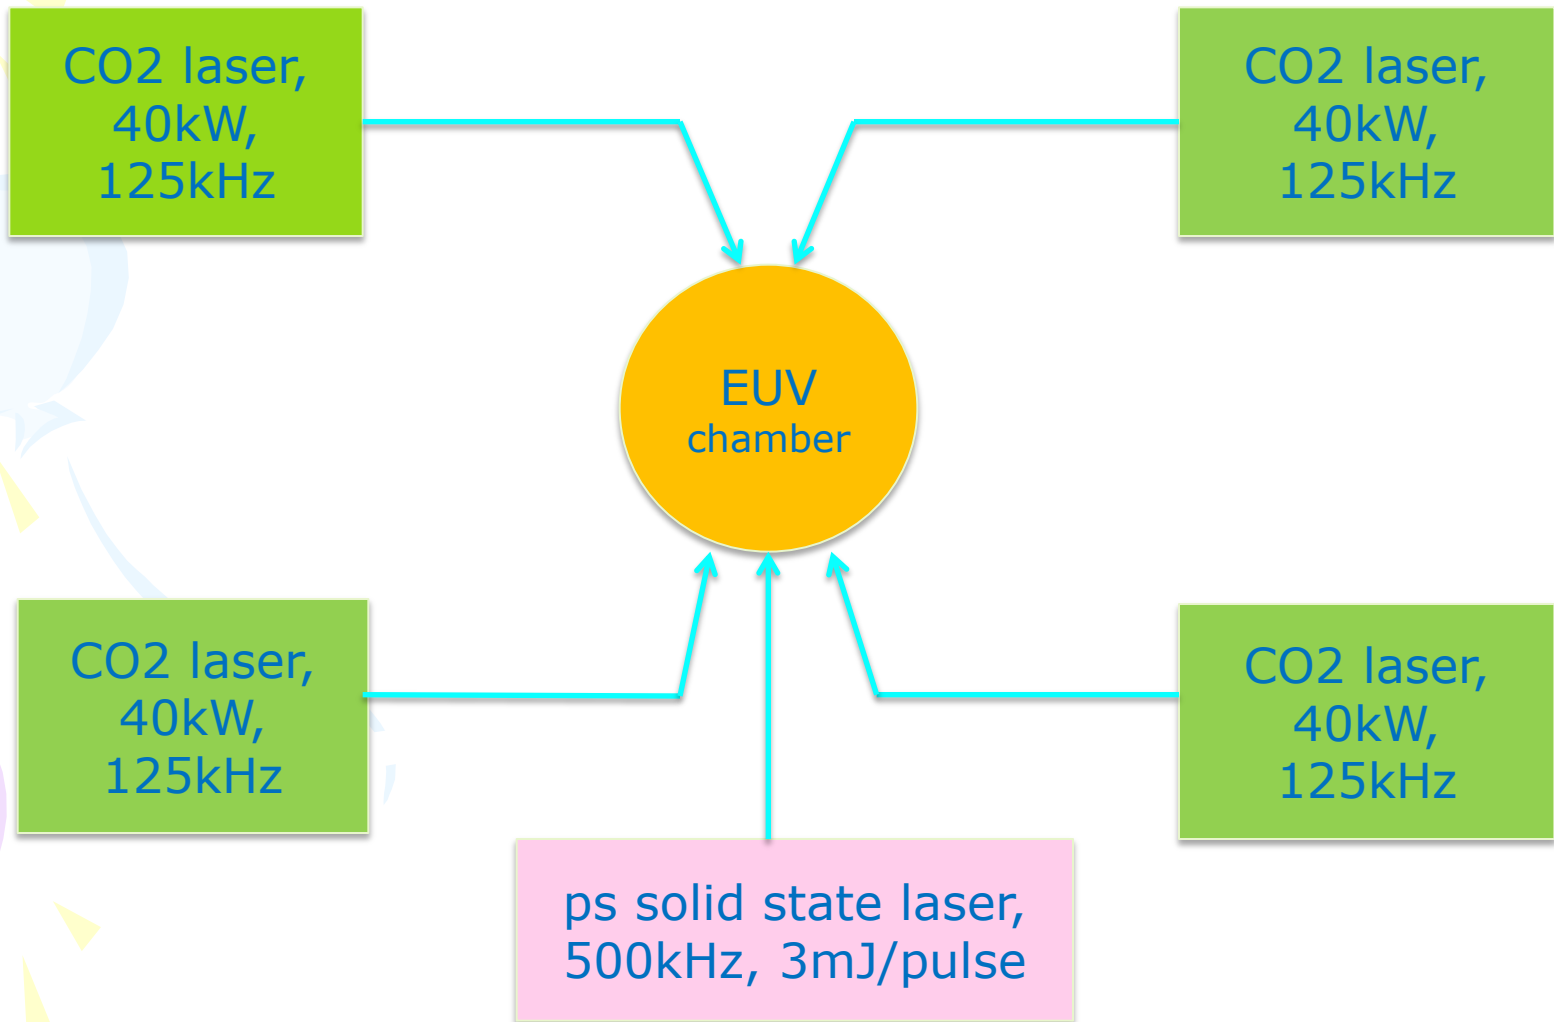 CO2 laser,
40kW,
125kHz
CO2 laser,
40kW,
125kHz
EUV
chamber
CO2 laser,
40kW,
125kHz
CO2 laser,
40kW,
125kHz
ps solid state laser,
500kHz, 3mJ/pulse